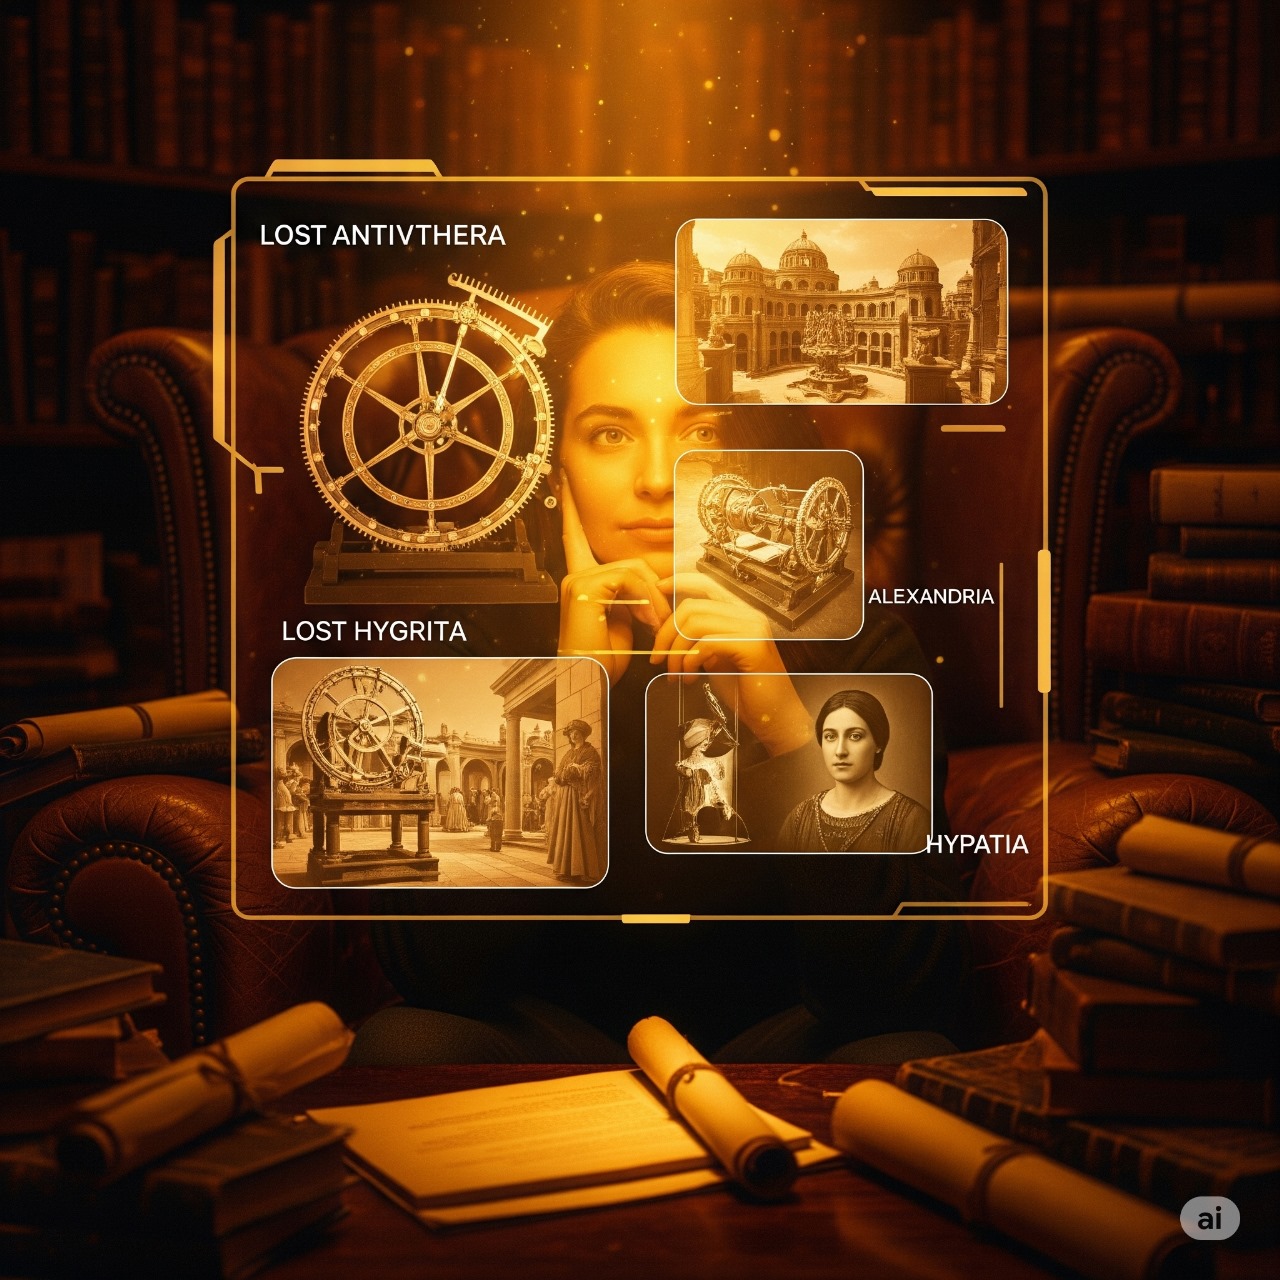 LOST ANTIVTHERA
ALEXANDRIA
LOST HYGRITA
HYPATIA
ai